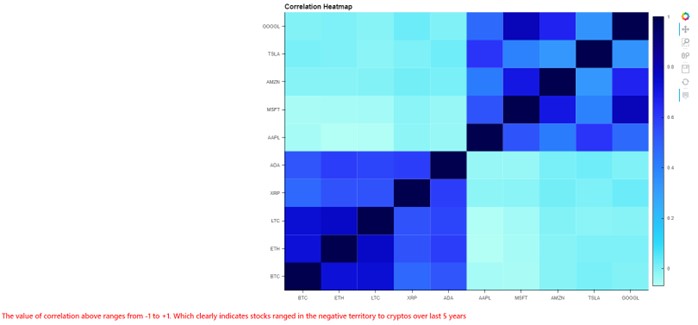 Correlation Heatmap
GOOGL
TSLA
AMZN
MSFT
AAPL
ADA
XRP
LTC
ETH
BTC
BTC ETH LTC XRP ADA AAPL MSFT AMZN TSLA GOOGL
1
0.8
0.6
0.4
0.2
0
The value of correlation above ranges from -1 to +1. Which clearly indicates stocks ranged in the negative territory to cryptos over last 5 years